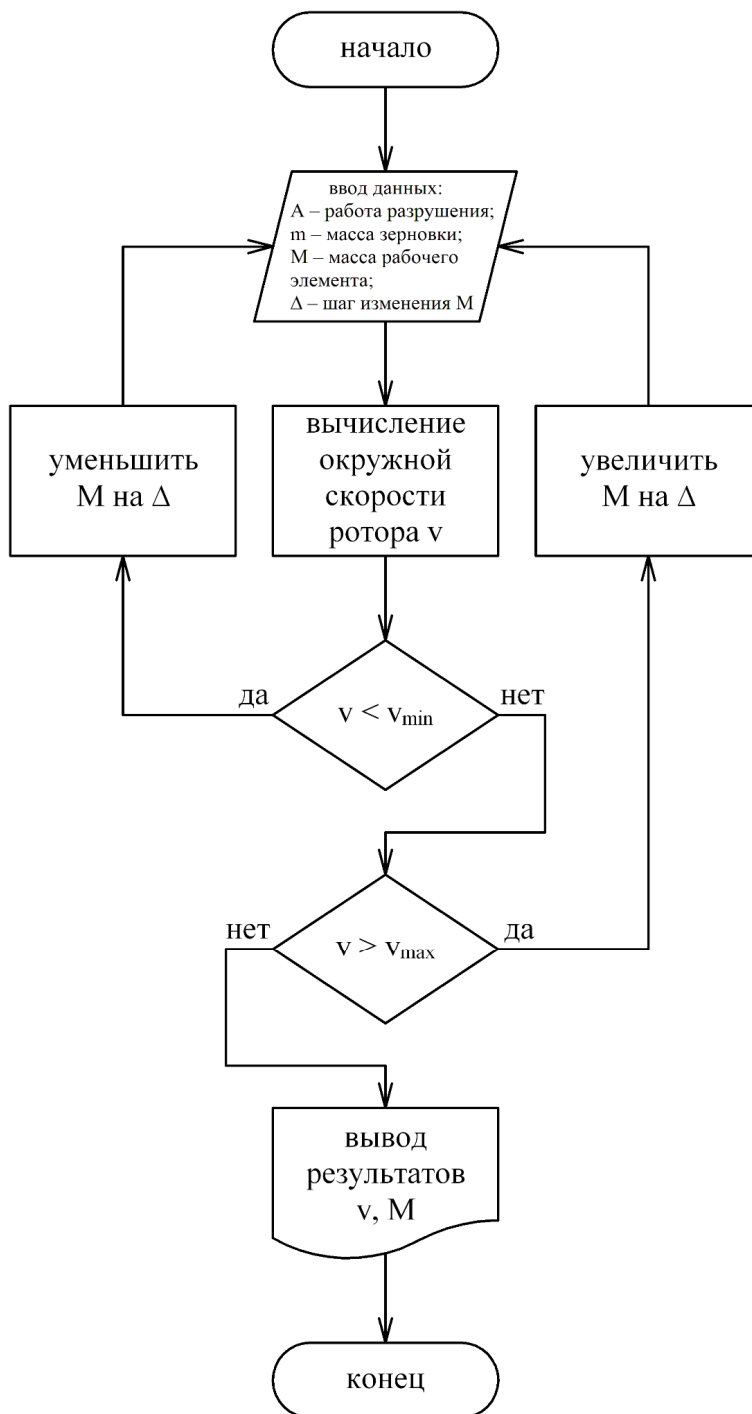 начало
ввод данных:
A – работа разрушения;
m – масса зерновки;
M – масса рабочего
элемента;
Δ – шаг изменения M
уменьшить
M на Δ
вычисление
окружной
скорости
ротора v
увеличить
M на Δ
да
v < vmin
нет
нет
v > vmax
да
вывод
результатов
v, M
конец